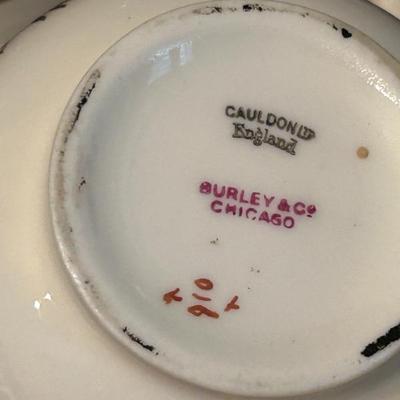 CAULDON LTD
England
BURLEY & Co
CHICAGO